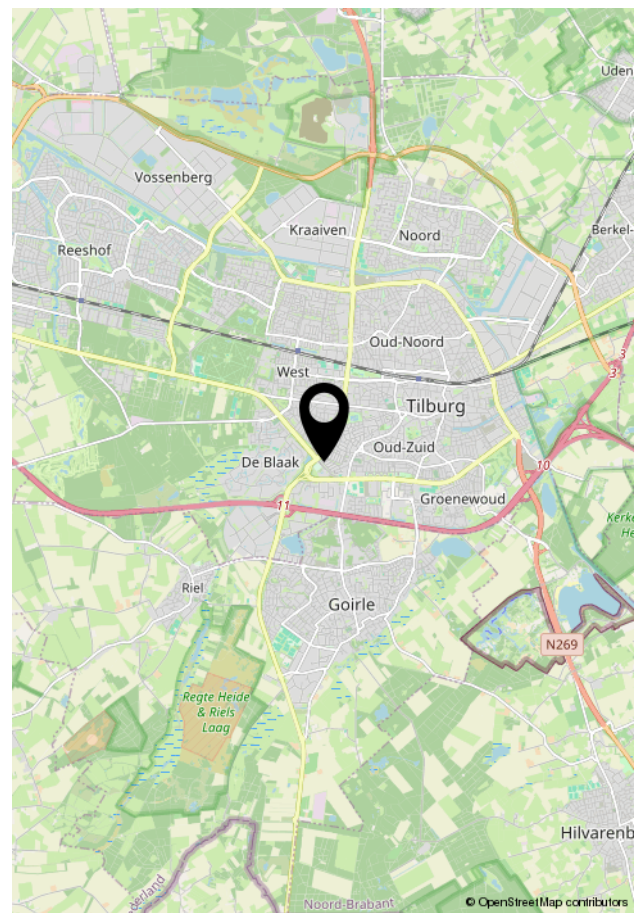 Uden
Vossenberg
Kraaiven
Noord
Berkel-
Reeshof
Oud-Noord
3
3
West
Tilburg
De Blaak
Oud-Zuid
10
Groenewoud
11
Kerke
He
Riel
Goirle
N269
Regte Heide
& Riels
Laag
Hilvarenb
derland
Noord-Brabant
© OpenStreetMap contributors